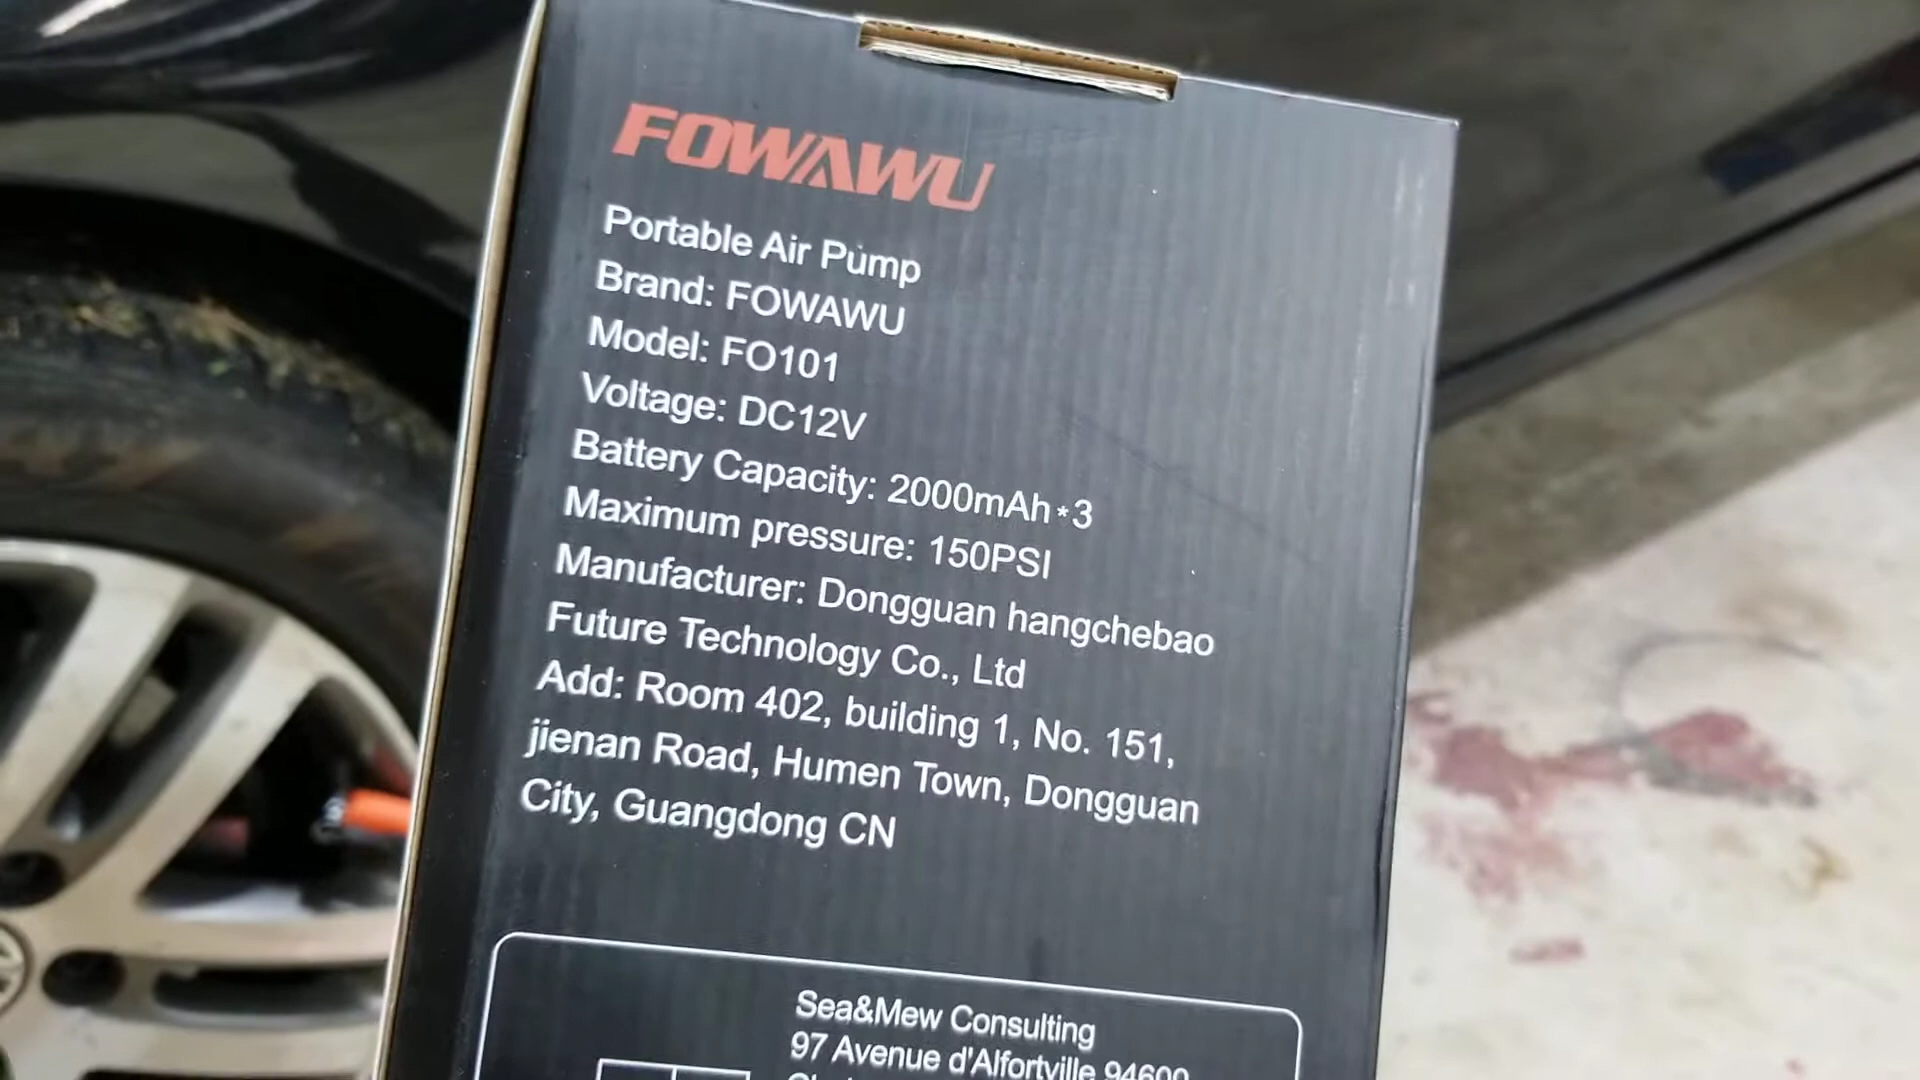 FOWAWU
Portable Air Pump
Brand: FOWAWU
Model: FO101
Voltage: DC12V
Battery Capacity: 2000mAh*3
Maximum pressure: 150PSI
Manufacturer: Dongguan hangchebao
Future Technology Co., Ltd
Add: Room 402, building 1, No. 151,
jienan Road, Humen Town, Dongguan
City, Guangdong CN
Sea&Mew Consulting
97 Avenue d'Alfortville 94600